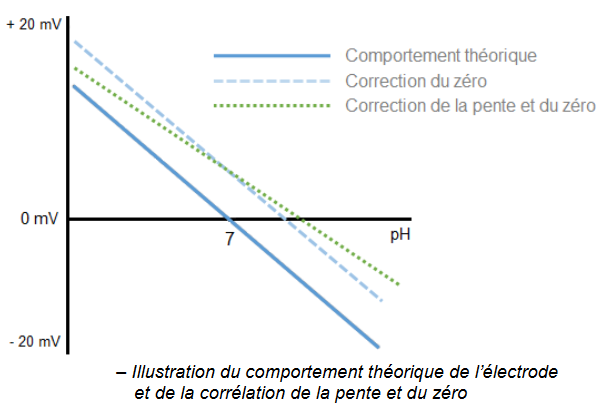 + 20 mV
Comportement théorique
Correction du zéro
Correction de la pente et du zéro
0 mV
7
pH
- 20 mV
– Illustration du comportement théorique de l'électrode
et de la corrélation de la pente et du zéro